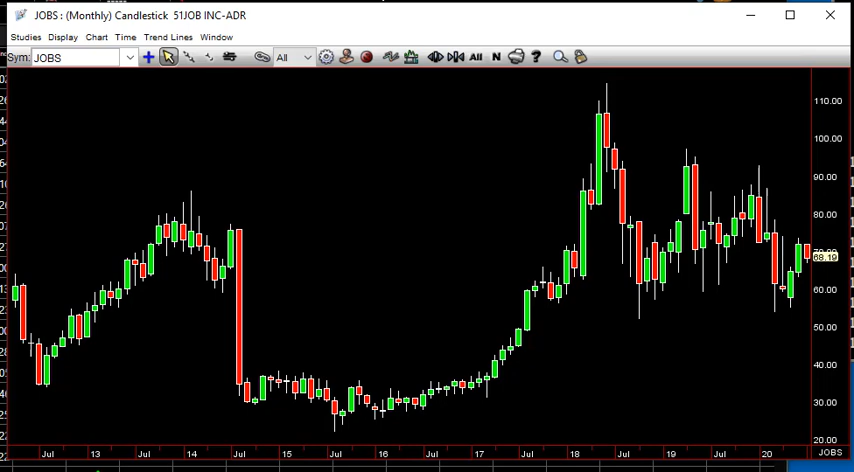 JOBS : (Monthly) Candlestick 51JOB INC-ADR
Studies Display Chart Time Trend Lines Window
Sym: JOBS All All N ?
110.00
100.00
90.00
80.00
70.00
68.19
60.00
50.00
40.00
30.00
20.00
Jul 13 Jul 14 Jul 15 Jul 16 Jul 17 Jul 18 Jul 19 Jul 20 JOBS